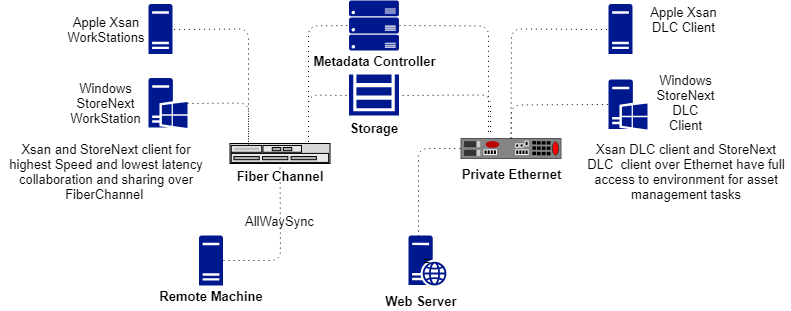 Apple Xsan
WorkStations
Metadata Controller
Apple Xsan
DLC Client
Windows
StoreNext
WorkStation
Storage
Windows
StoreNext
DLC
Client
Xsan and StoreNext client for
highest Speed and lowest latency
collaboration and sharing over
FiberChannel
Fiber Channel
Private Ethernet
Xsan DLC client and StoreNext
DLC client over Ethernet have full
access to environment for asset
management tasks
AllWaySync
Remote Machine
Web Server